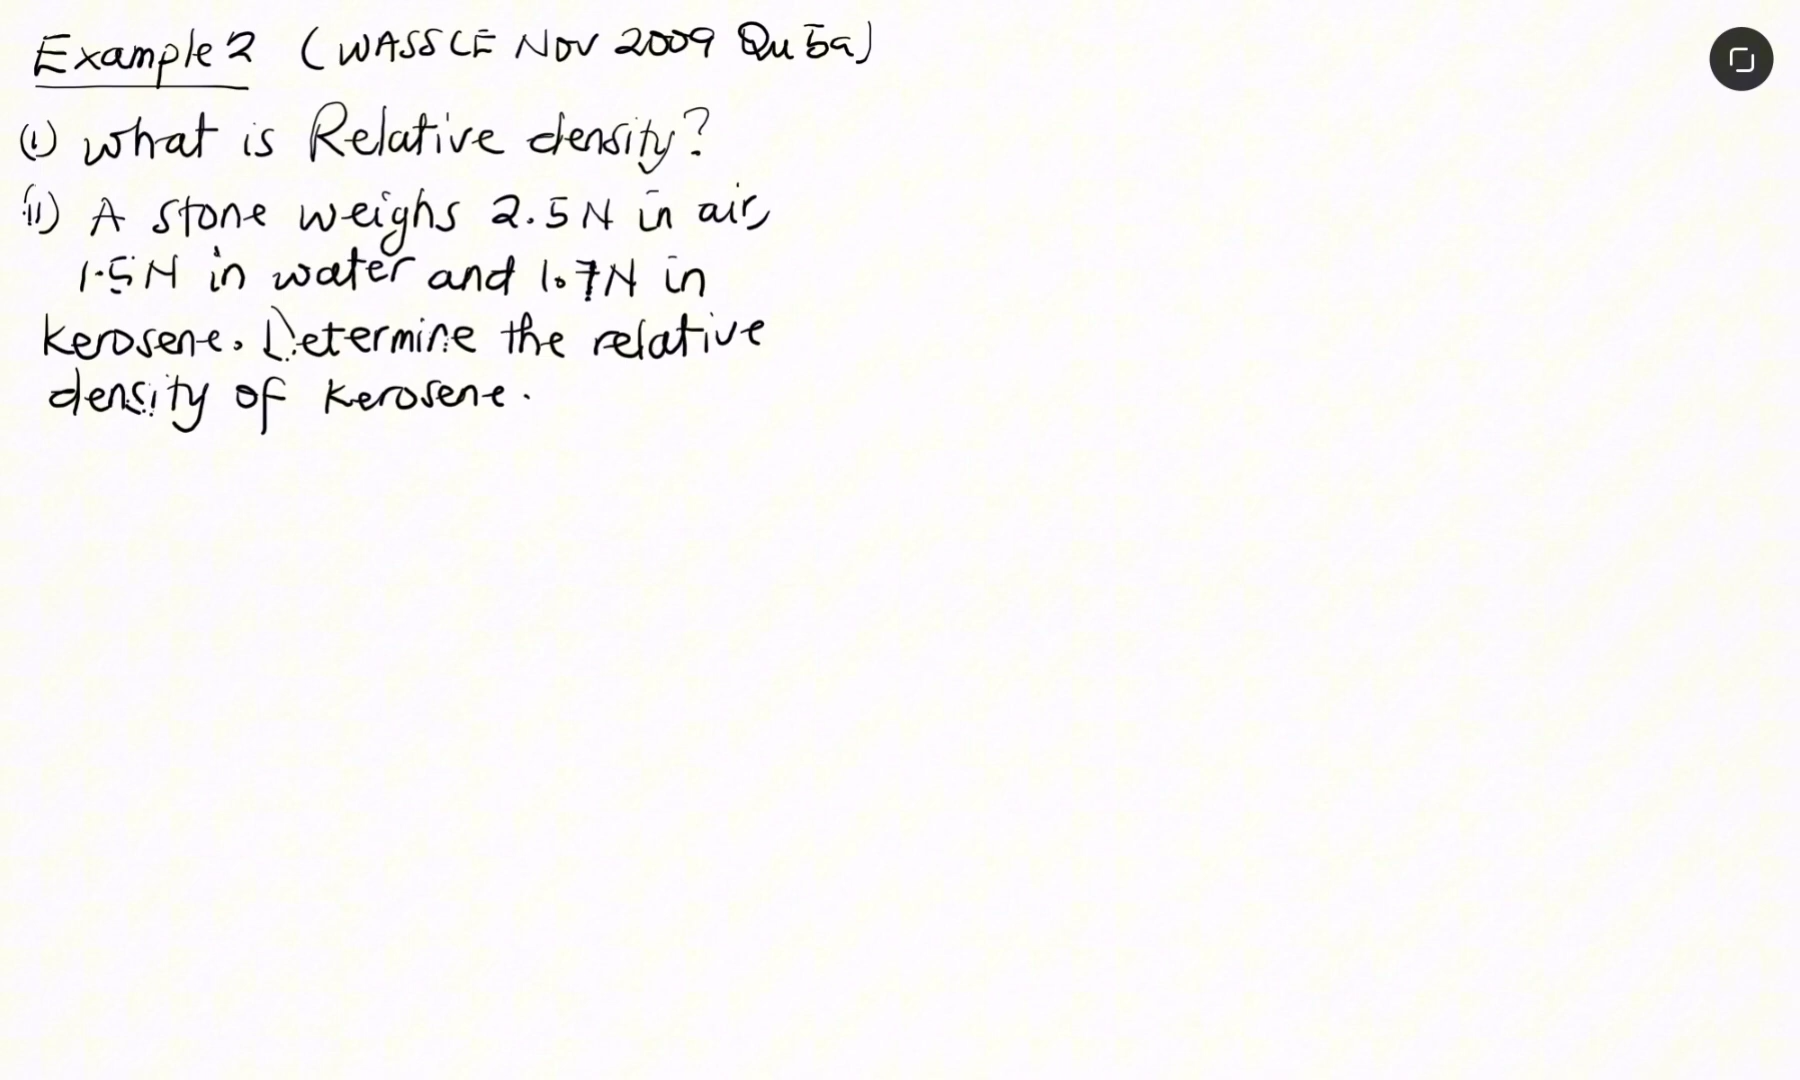 Example 2 (WASSCE Nov 2009 Qu 5a)
(i) What is Relative density?
(ii) A stone weighs 2.5N in air,
1.5N in water and 1.7N in
kerosene. Determine the relative
density of kerosene.